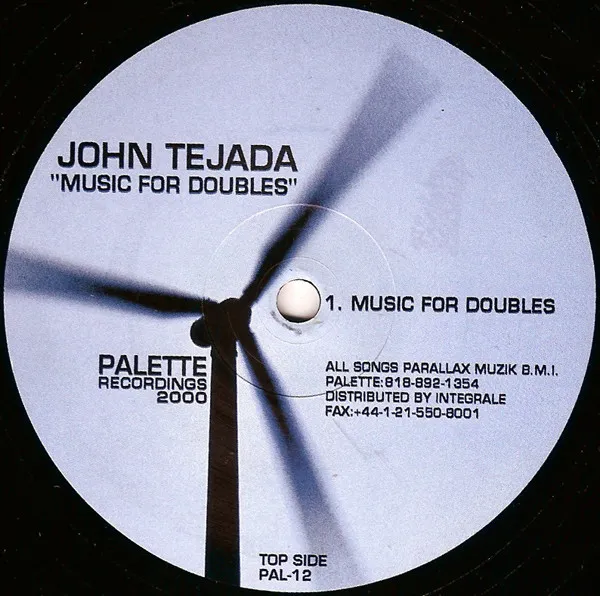 JOHN TEJADA
"MUSIC FOR DOUBLES"
1. MUSIC FOR DOUBLES
PALETTE
RECORDINGS
2000
ALL SONGS PARALLAX MUZIK B.M.I.
PALETTE:818-892-1354
DISTRIBUTED BY INTEGRALE
FAX:+44-1-21-550-8001
TOP SIDE
PAL-12